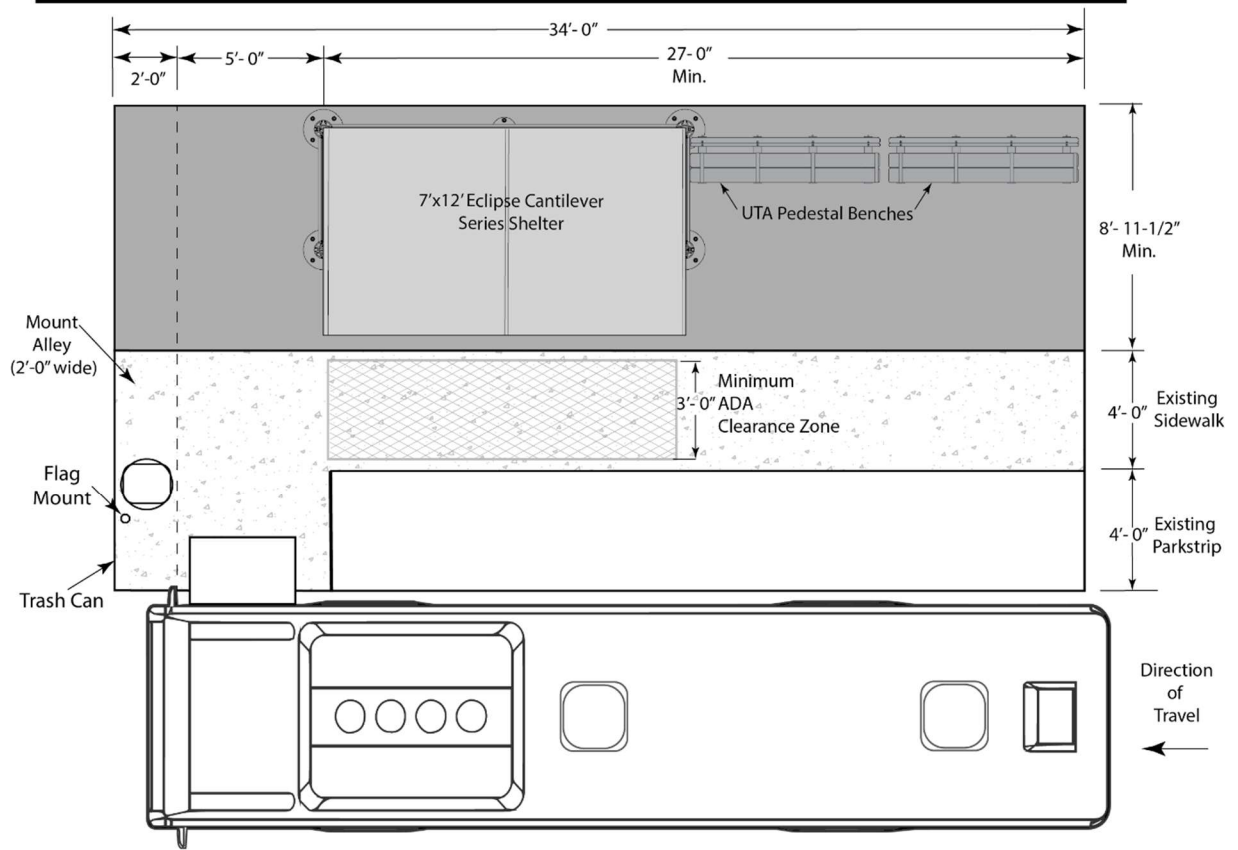 34'- 0"
2'-0"
5'- 0"
27- 0"
Min.
7'x12' Eclipse Cantilever
Series Shelter
UTA Pedestal Benches
8'- 11-1/2"
Min.
Mount
Alley
(2'-0" wide)
3'- 0"
Minimum
ADA
Clearance Zone
4'- 0"
Existing
Sidewalk
Flag
Mount
4'- 0"
Existing
Parkstrip
Trash Can
Direction
of
Travel